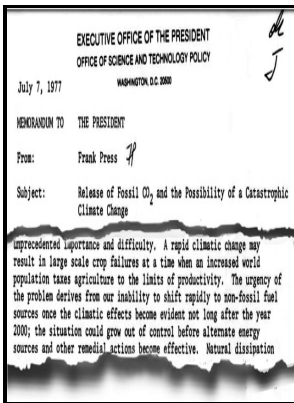 EXECUTIVE OFFICE OF THE PRESIDENT
OFFICE OF SCIENCE AND TECHNOLOGY POLICY
WASHINGTON, D.C. 20500
ok
J
July 7, 1977
MEMORANDUM TO THE PRESIDENT
From: Frank Press FP
Subject: Release of Fossil CO2 and the Possibility of a Catastrophic
Climate Change
unprecedented importance and difficulty. A rapid climatic change may
result in large scale crop failures at a time when an increased world
population taxes agriculture to the limits of productivity. The urgency of
the problem derives from our inability to shift rapidly to non-fossil fuel
sources once the climatic effects become evident not long after the year
2000; the situation could grow out of control before alternate energy
sources and other remedial actions become effective. Natural dissipation